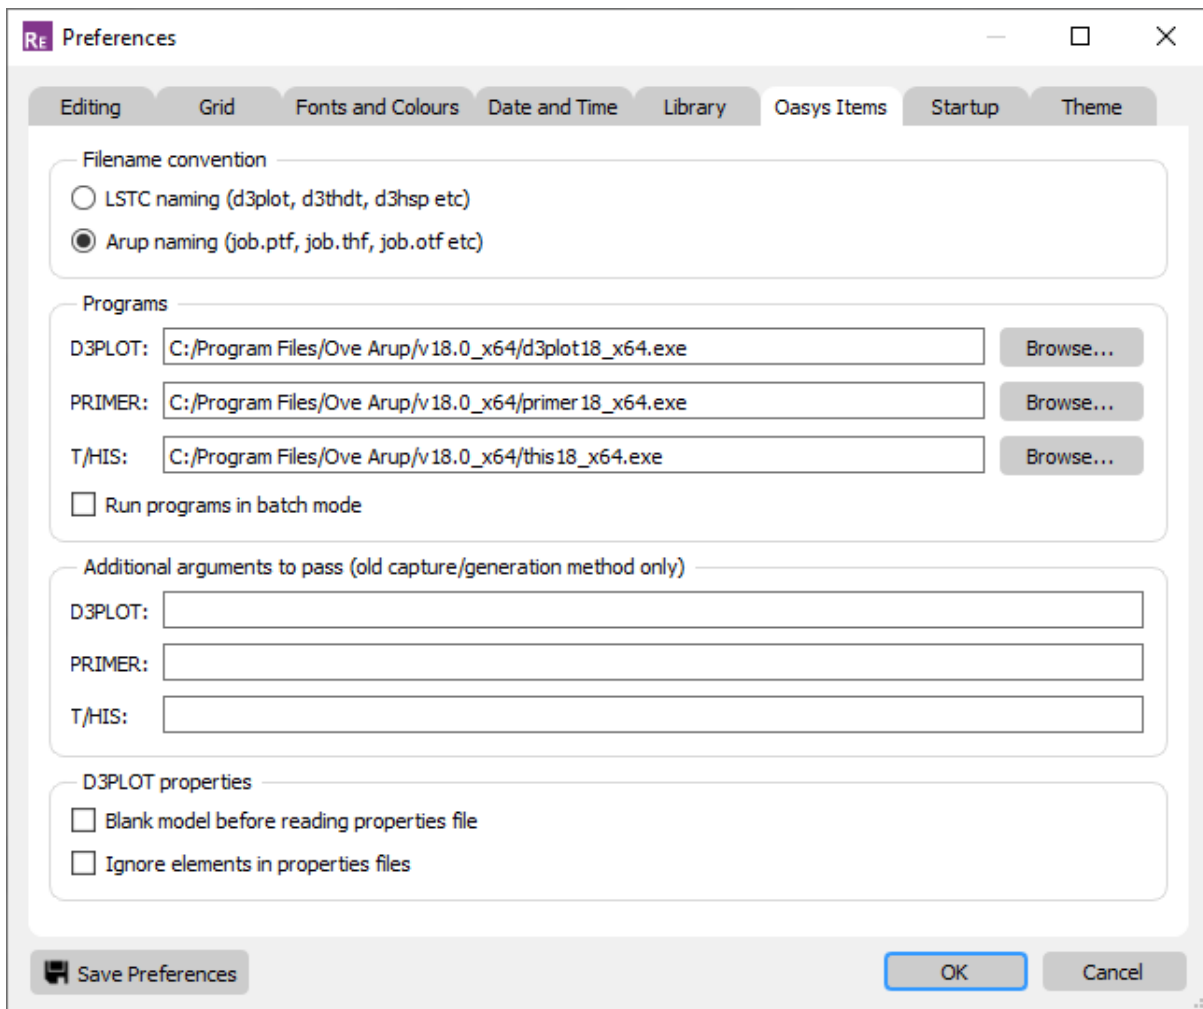 RE Preferences
Editing Grid Fonts and Colours Date and Time Library Oasys Items Startup Theme
Filename convention
LSTC naming (d3plot, d3thdt, d3hsp etc)
Arup naming (job.ptf, job.thf, job.otf etc)
Programs
D3PLOT: C:/Program Files/Ove Arup/v18.0_x64/d3plot18_x64.exe Browse...
PRIMER: C:/Program Files/Ove Arup/v18.0_x64/primer18_x64.exe Browse...
T/HIS: C:/Program Files/Ove Arup/v18.0_x64/this18_x64.exe Browse...
Run programs in batch mode
Additional arguments to pass (old capture/generation method only)
D3PLOT:
PRIMER:
T/HIS:
D3PLOT properties
Blank model before reading properties file
Ignore elements in properties files
Save Preferences OK Cancel